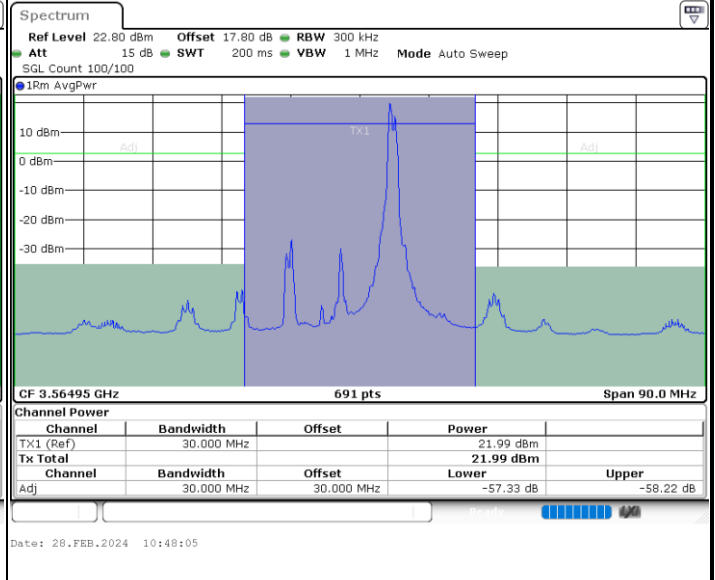 Spectrum
Ref Level 22.80 dBm Offset 17.80 dB RBW 300 kHz
Att 15 dB SWT 200 ms VBW 1 MHz Mode Auto Sweep
SGL Count 100/100
1Rm AvgPwr
10 dBm
TX1
Adj
Adj
0 dBm
-10 dBm
-20 dBm
-30 dBm
CF 3.56495 GHz 691 pts Span 90.0 MHz
Channel Power
Channel Bandwidth Offset Power
TX1 (Ref) 30.000 MHz 21.99 dBm
Tx Total 21.99 dBm
Channel Bandwidth Offset Lower Upper
Adj 30.000 MHz 30.000 MHz -57.33 dB -58.22 dB
Ready
Date: 28.FEB.2024 10:48:05